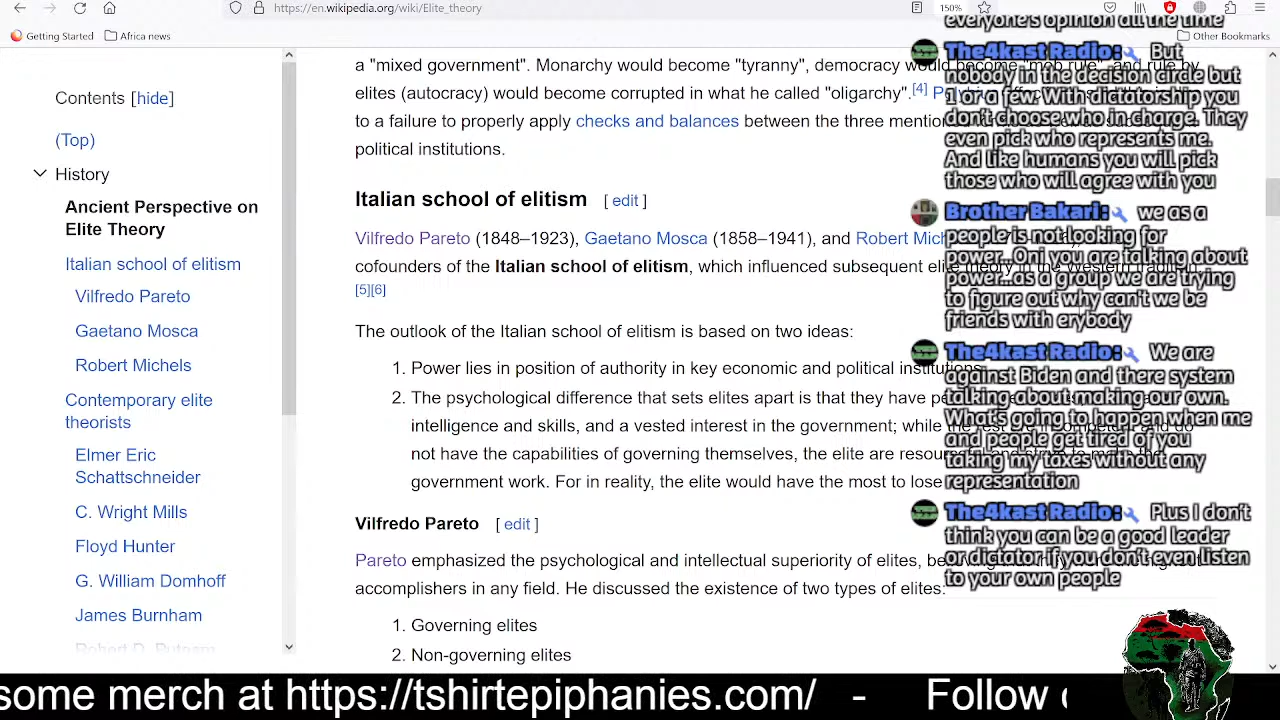 https://en.wikipedia.org/wiki/Elite_theory
150%
Getting Started
Africa news
Other Bookmarks
Contents [hide]
(Top)
History
Ancient Perspective on
Elite Theory
Italian school of elitism
Vilfredo Pareto
Gaetano Mosca
Robert Michels
Contemporary elite
theorists
Elmer Eric
Schattschneider
C. Wright Mills
Floyd Hunter
G. William Domhoff
James Burnham
Robert D. Putnam
a "mixed government". Monarchy would become "tyranny", democracy would become "mob rule", and rule by
elites (autocracy) would become corrupted in what he called "oligarchy".[4]
to a failure to properly apply checks and balances between the three
political institutions.
Italian school of elitism [ edit ]
Vilfredo Pareto (1848–1923), Gaetano Mosca (1858–1941), and Robert
cofounders of the Italian school of elitism, which influenced subsequent elite theory in the Western tradition.
[5][6]
The outlook of the Italian school of elitism is based on two ideas:
1. Power lies in position of authority in key economic and political institutions.
2. The psychological difference that sets elites apart is that they have
intelligence and skills, and a vested interest in the government; while the rest are incompetent and do
not have the capabilities of governing themselves, the elite are
government work. For in reality, the elite would have the most to lose
Vilfredo Pareto [ edit ]
Pareto emphasized the psychological and intellectual superiority of elites,
accomplishers in any field. He discussed the existence of two types of elites:
1. Governing elites
2. Non-governing elites
everyone's opinion all the time
The4kast Radio: But
nobody in the decision circle but
1 or a few. With dictatorship you
don't choose who in charge. They
even pick who represents me.
And like humans you will pick
those who will agree with you
Brother Bakari: we as a
people is not looking for
power...Oni you are talking about
power...as a group we are trying
to figure out why can't we be
friends with erybody
The4kast Radio: We are
against Biden and there system
talking about making our own.
What's going to happen when me
and people get tired of you
taking my taxes without any
representation
The4kast Radio: Plus I don't
think you can be a good leader
or dictator if you don't even listen
to your own people
some merch at https://tshirtepiphanies.com/ - Follow